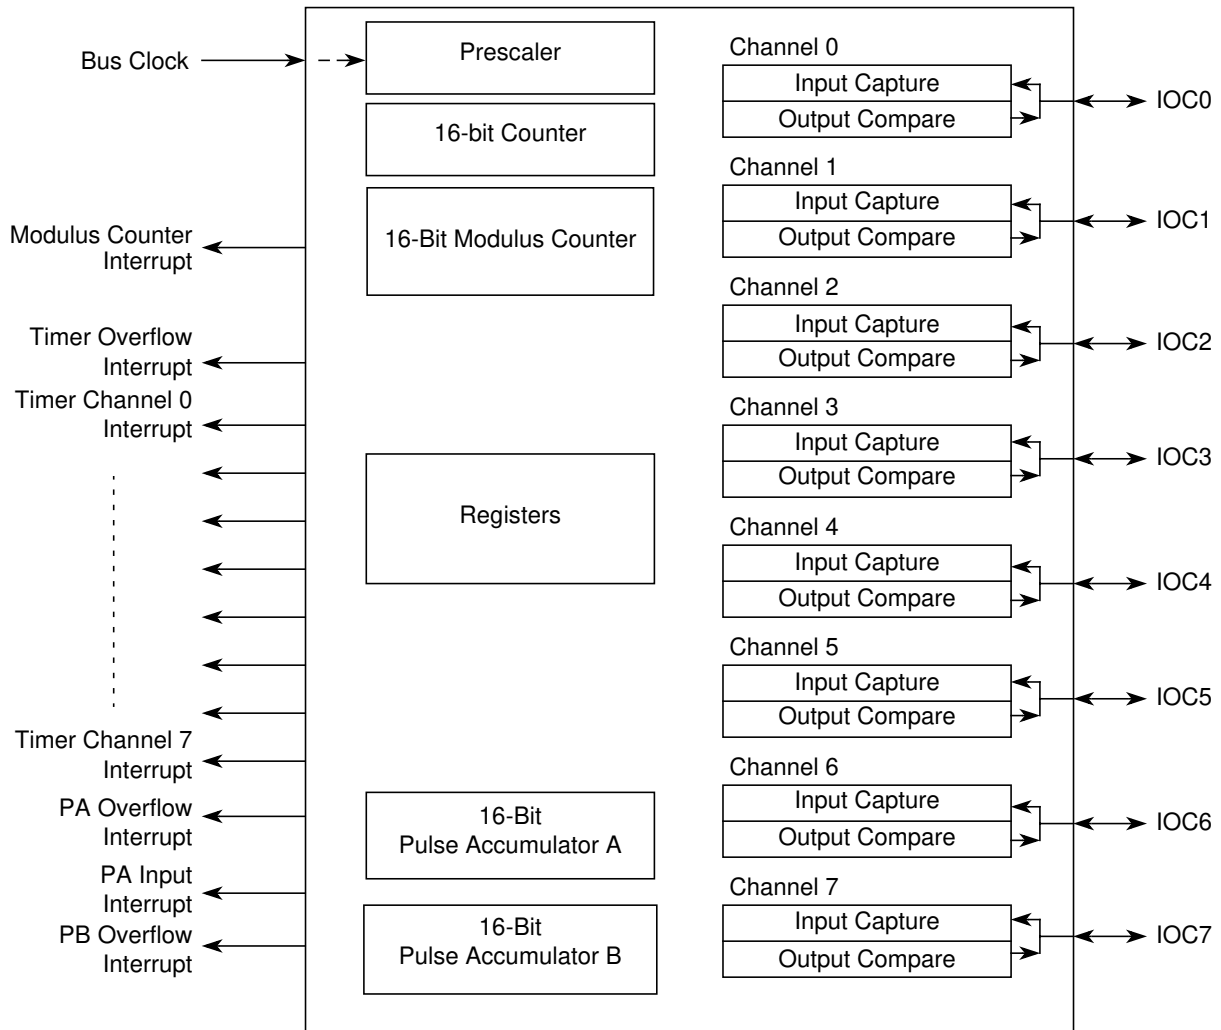 Bus Clock
Modulus Counter
Interrupt
Timer Overflow
Interrupt
Timer Channel 0
Interrupt
Timer Channel 7
Interrupt
PA Overflow
Interrupt
PA Input
Interrupt
PB Overflow
Interrupt
Prescaler
16-bit Counter
16-Bit Modulus Counter
Registers
16-Bit
Pulse Accumulator A
16-Bit
Pulse Accumulator B
Channel 0
Input Capture
Output Compare
IOC0
Channel 1
Input Capture
Output Compare
IOC1
Channel 2
Input Capture
Output Compare
IOC2
Channel 3
Input Capture
Output Compare
IOC3
Channel 4
Input Capture
Output Compare
IOC4
Channel 5
Input Capture
Output Compare
IOC5
Channel 6
Input Capture
Output Compare
IOC6
Channel 7
Input Capture
Output Compare
IOC7